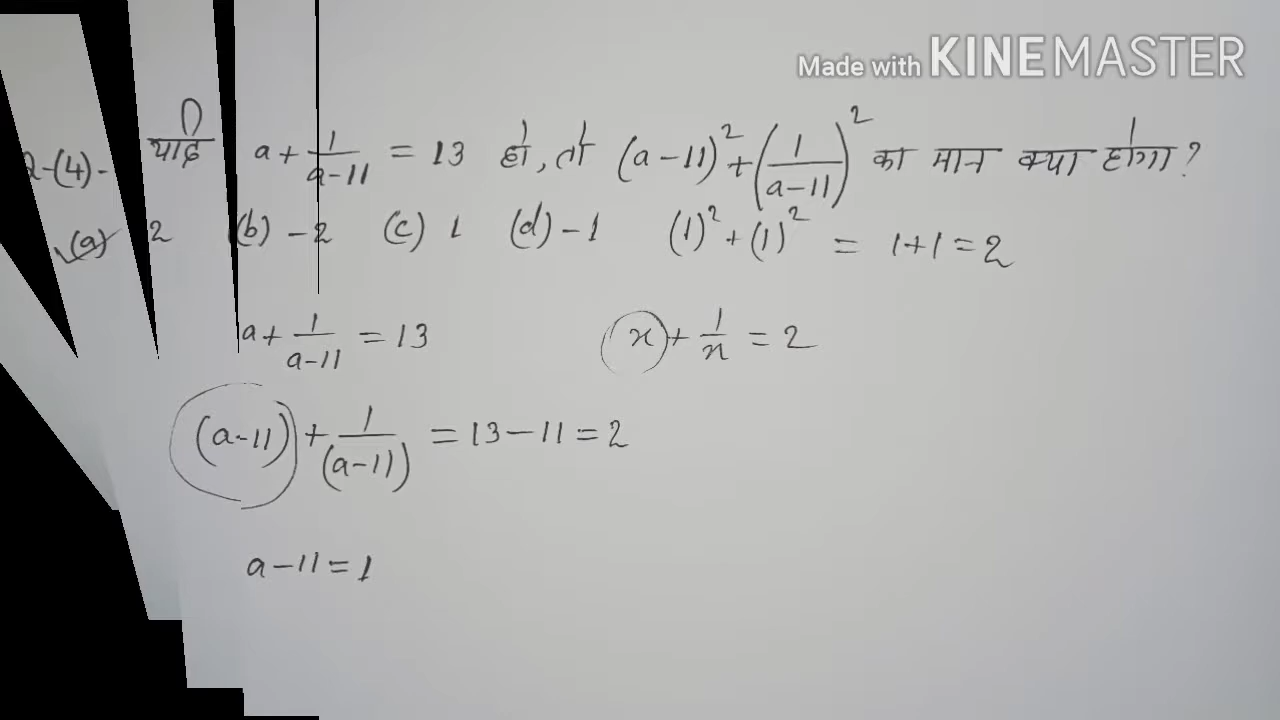 Made with KINEMASTER
Q-(4)- यदि a + 1/(a-11) = 13 हो, तो (a-11)² + (1/(a-11))² का मान क्या होगा?
(a) 2 (b) -2 (c) 1 (d) -1 (1)² + (1)² = 1+1 = 2
a + 1/(a-11) = 13 x + 1/x = 2
(a-11) + 1/(a-11) = 13-11 = 2
a-11 = 1